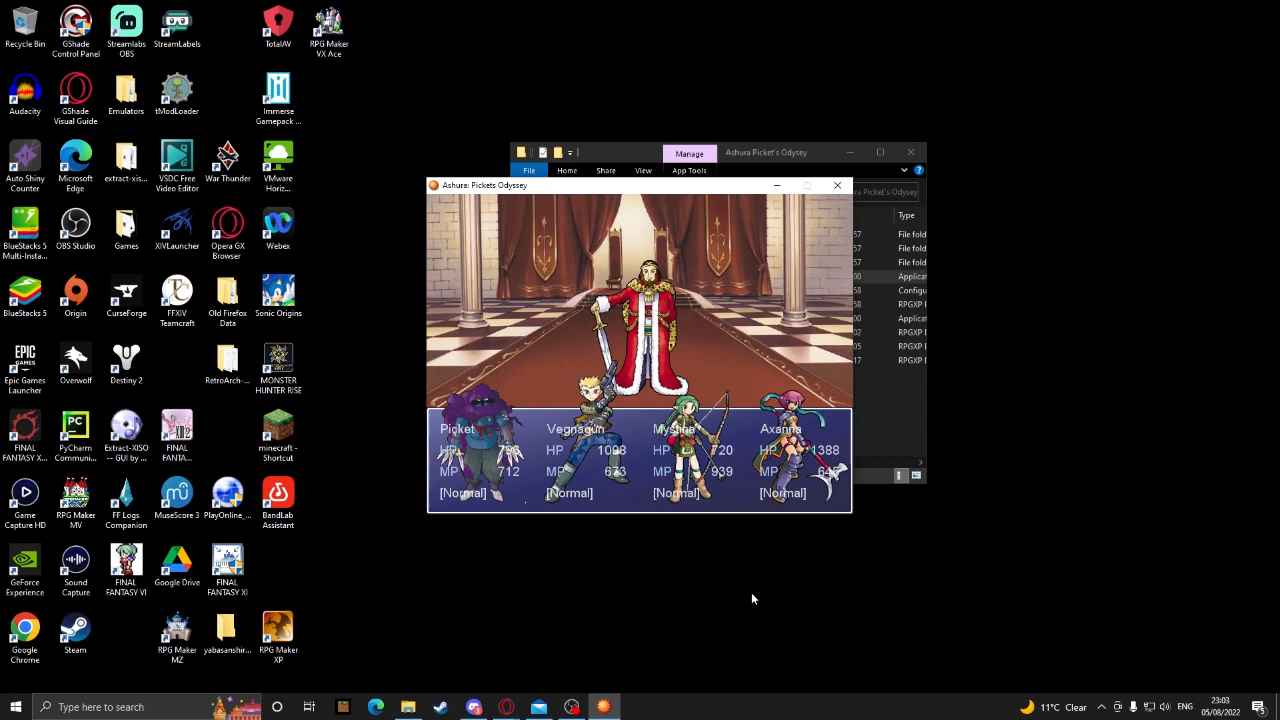 Recycle Bin
GShade Control Panel
Streamlabs OBS
StreamLabels
TotalAV
RPG Maker VX Ace
Audacity
GShade Visual Guide
Emulators
tModLoader
Immerse Gamepack ...
Auto Shiny Counter
Microsoft Edge
extract-xis...
VSDC Free Video Editor
War Thunder
VMware Horiz...
BlueStacks 5 Multi-Insta...
OBS Studio
Games
XIVLauncher
Opera GX Browser
Webex
BlueStacks 5
Origin
CurseForge
FFXIV Teamcraft
Old Firefox Data
Sonic Origins
Epic Games Launcher
Overwolf
Destiny 2
RetroArch-...
MONSTER HUNTER RISE
FINAL FANTASY X...
PyCharm Communi...
Extract-XISO -- GUI by ...
FINAL FANTA...
minecraft - Shortcut
Game Capture HD
RPG Maker MV
FF Logs Companion
MuseScore 3
PlayOnline_...
BandLab Assistant
GeForce Experience
Sound Capture
FINAL FANTASY VI
Google Drive
FINAL FANTASY XI
Google Chrome
Steam
RPG Maker MZ
yabasanshir...
RPG Maker XP
Manage
Ashura Picket's Odysey
File
Home
Share
View
App Tools
Ashura: Pickets Odyssey
ra Picket's Odysey
Type
File fold
File fold
File fold
Applicat
Configu
RPGXP
Applicat
RPGXP
RPGXP
RPGXP
Picket Vegnagun Mystina Axanna
HP HP 1098 HP 720 HP 1388
MP 712 MP 673 MP 939 MP
[Normal] [Normal] [Normal] [Normal]
Type here to search
11°C Clear
ENG
23:03
05/08/2022